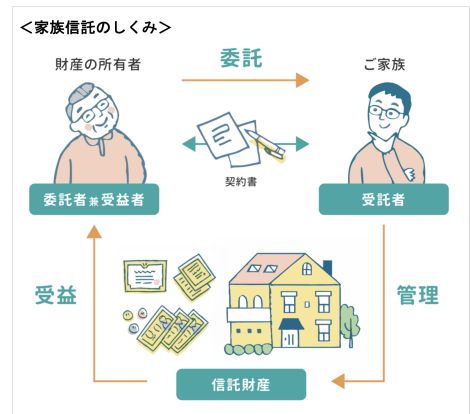 ＜家族信託のしくみ＞
委託
財産の所有者
ご家族
契約書
委託者兼受益者
受託者
受益
管理
信託財産